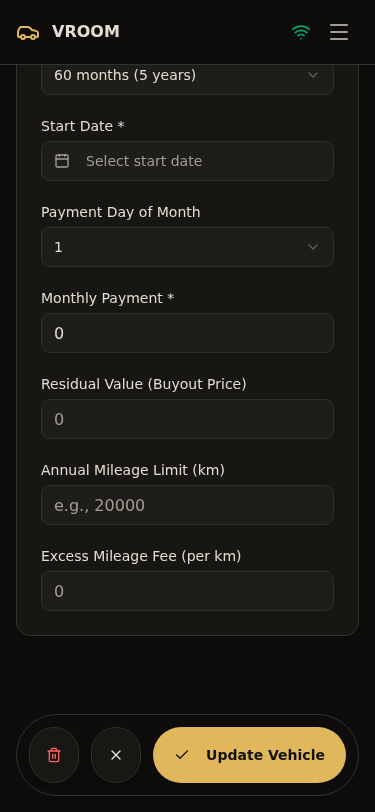 VROOM
60 months (5 years)
Start Date *
Select start date
Payment Day of Month
1
Monthly Payment *
0
Residual Value (Buyout Price)
0
Annual Mileage Limit (km)
e.g., 20000
Excess Mileage Fee (per km)
0
Update Vehicle